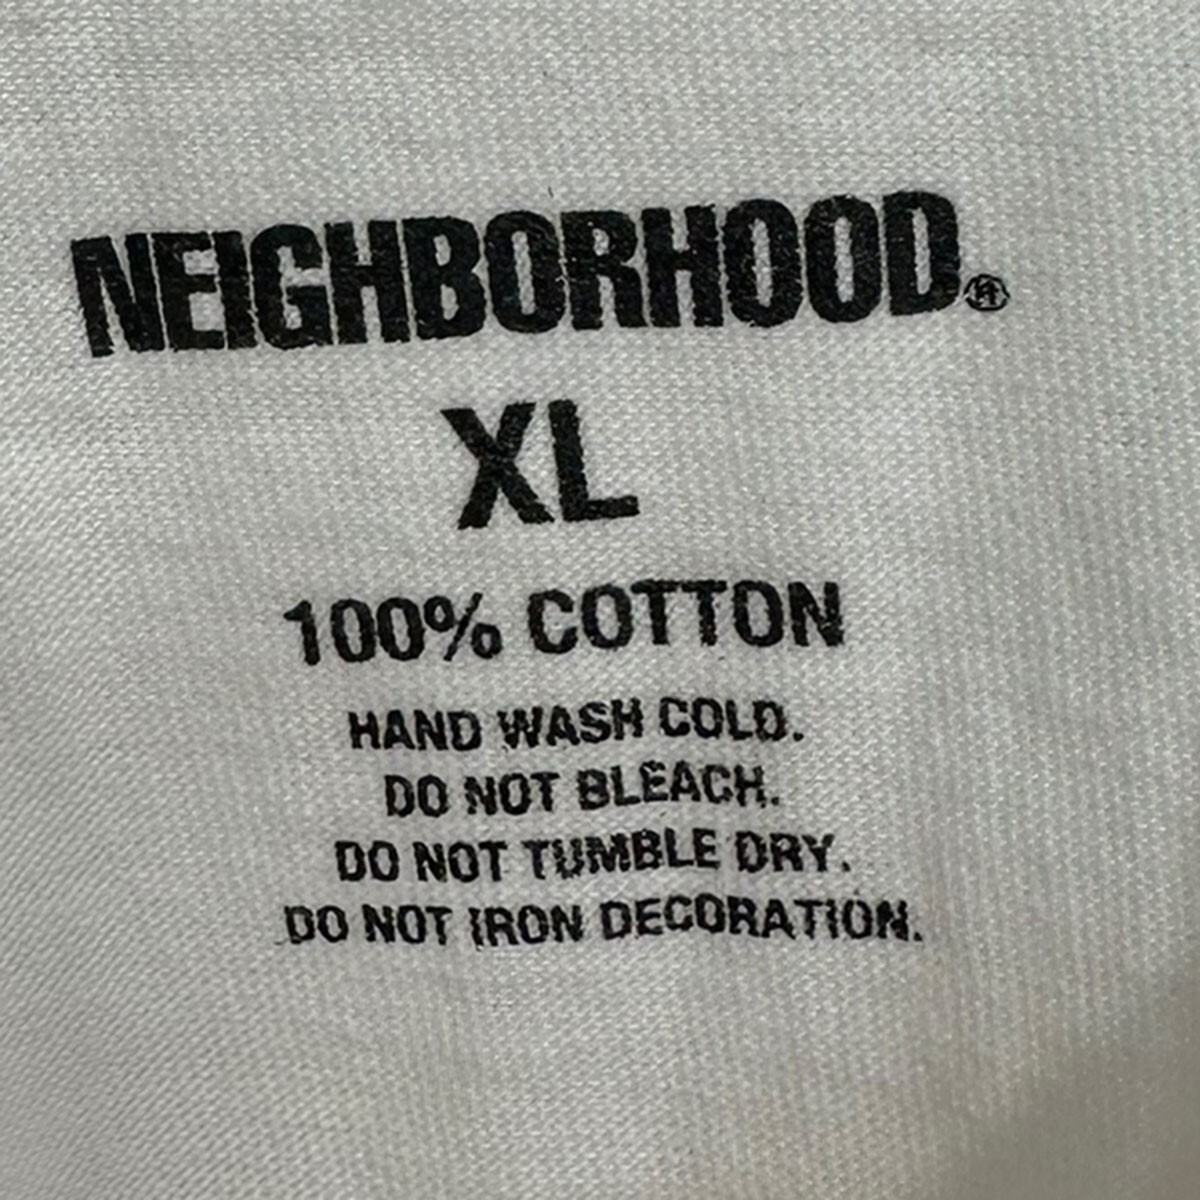 NEIGHBORHOOD®
XL
100% COTTON
HAND WASH COLD.
DO NOT BLEACH.
DO NOT TUMBLE DRY.
DO NOT IRON DECORATION.